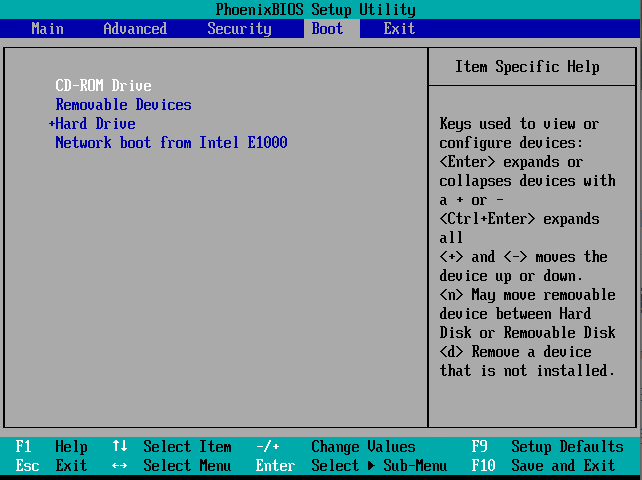 PhoenixBIOS Setup Utility
Main Advanced Security Boot Exit
CD-ROM Drive
Removable Devices
+Hard Drive
Network boot from Intel E1000
Item Specific Help
Keys used to view or
configure devices:
<Enter> expands or
collapses devices with
a + or -
<Ctrl+Enter> expands
all
<+> and <-> moves the
device up or down.
<n> May move removable
device between Hard
Disk or Removable Disk
<d> Remove a device
that is not installed.
F1 Help ↑↓ Select Item -/+ Change Values F9 Setup Defaults
Esc Exit ↔ Select Menu Enter Select ▶ Sub-Menu F10 Save and Exit